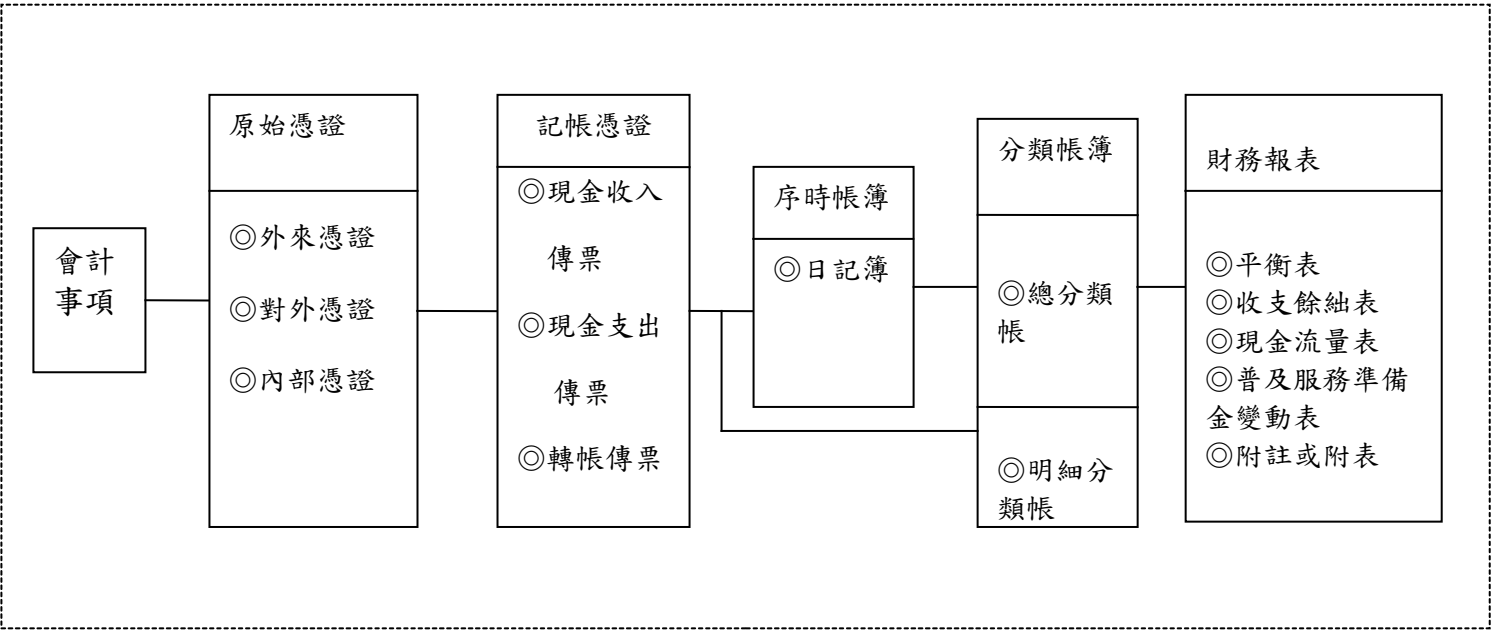 會計
事項
原始憑證
◎外來憑證
◎對外憑證
◎內部憑證
記帳憑證
◎現金收入
傳票
◎現金支出
傳票
◎轉帳傳票
序時帳簿
◎日記簿
分類帳簿
◎總分類
帳
◎明細分
類帳
財務報表
◎平衡表
◎收支餘絀表
◎現金流量表
◎普及服務準備
金變動表
◎附註或附表